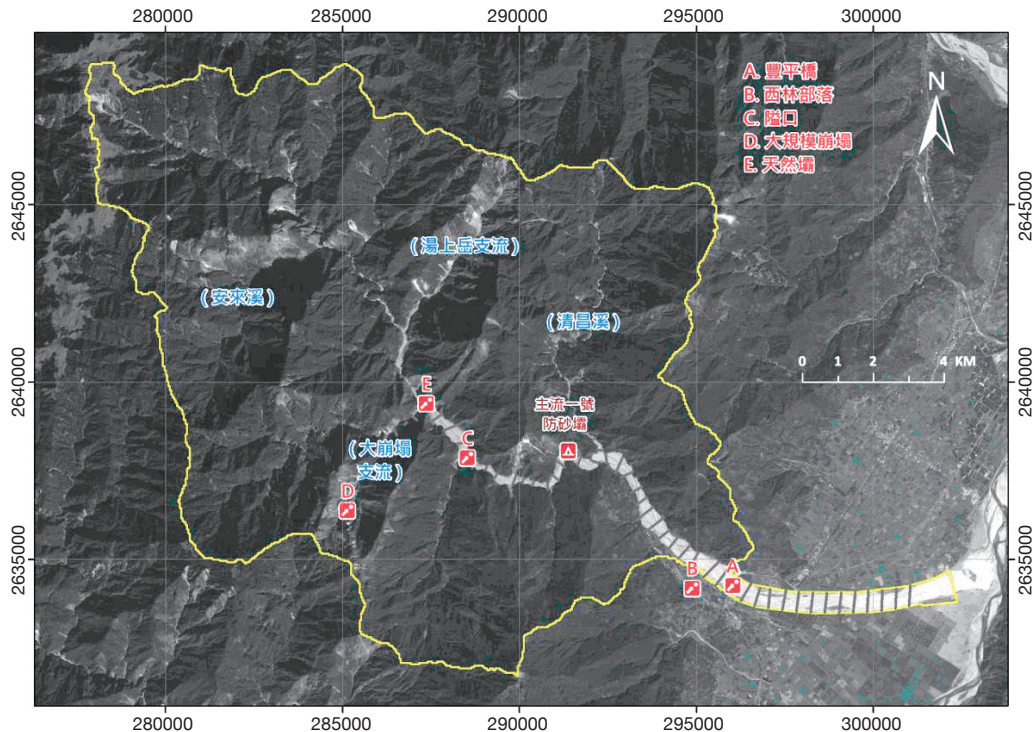 280000 285000 290000 295000 300000
A. 豐平橋
B. 西林部落
C. 隘口
D. 大規模崩塌
E. 天然壩
N
2645000 2645000
(湯上岳支流)
(安來溪)
(清昌溪)
0 1 2 4 KM
2640000 2640000
E
主流一號
防砂壩
C
(大崩塌
支流)
D
2635000 2635000
B A
280000 285000 290000 295000 300000